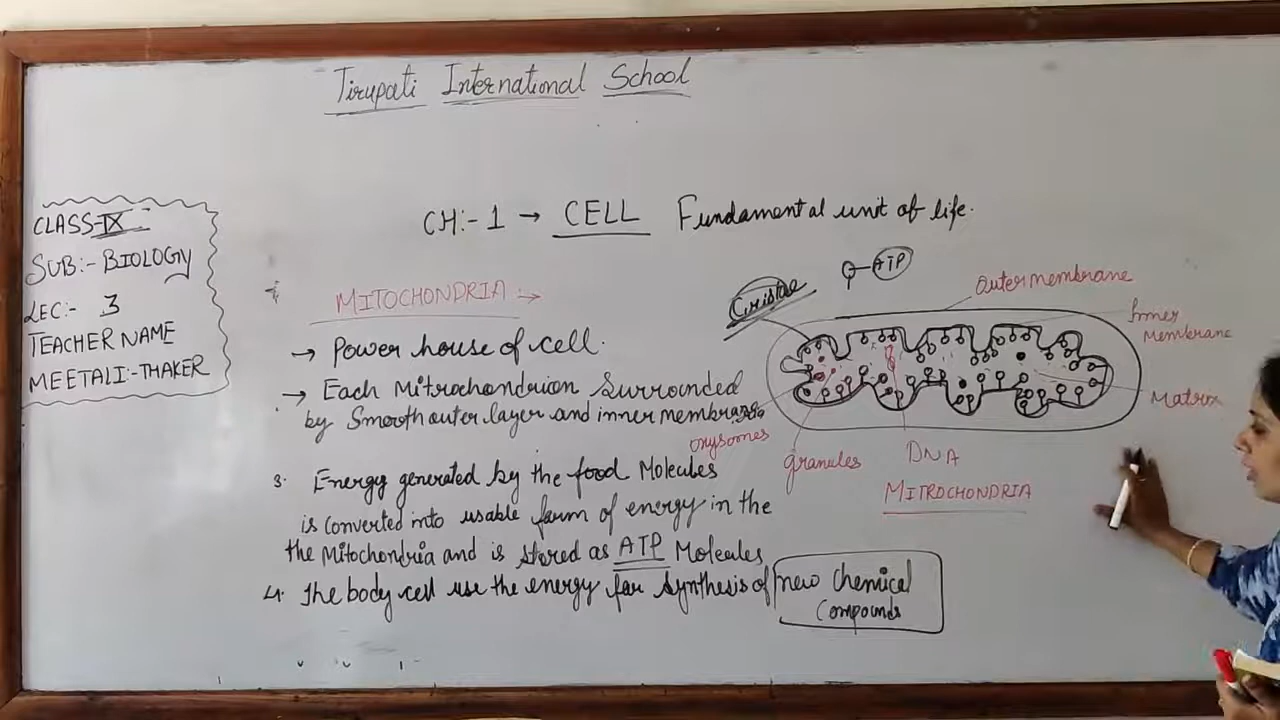 Tirupati International School
CLASS-IX
SUB:- BIOLOGY
LEC:- 3
TEACHER NAME
MEETALI:-THAKER
CH:-1 → CELL Fundamental unit of life.
MITOCHONDRIA :→
→ Power house of cell.
→ Each Mitrochondrion Surrounded
by Smooth outer layer and inner membrane
3. Energy generated by the food Molecules
is converted into usable form of energy in the
the Mitochondria and is stored as ATP Molecules
4. The body cell use the energy for synthesis of new chemical
Compounds
ATP
Cristae
outer membrane
Inner
Membrane
Matrix
oxysomes
granules
DNA
MITROCHONDRIA